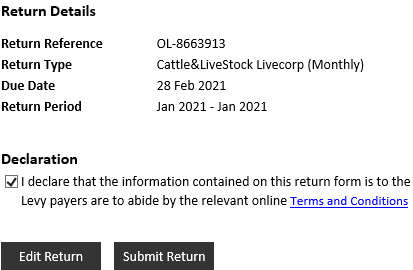 Return Details
Return Reference OL-8663913
Return Type Cattle&LiveStock Livecorp (Monthly)
Due Date 28 Feb 2021
Return Period Jan 2021 - Jan 2021
Declaration
I declare that the information contained on this return form is to the
Levy payers are to abide by the relevant online Terms and Conditions
Edit Return Submit Return